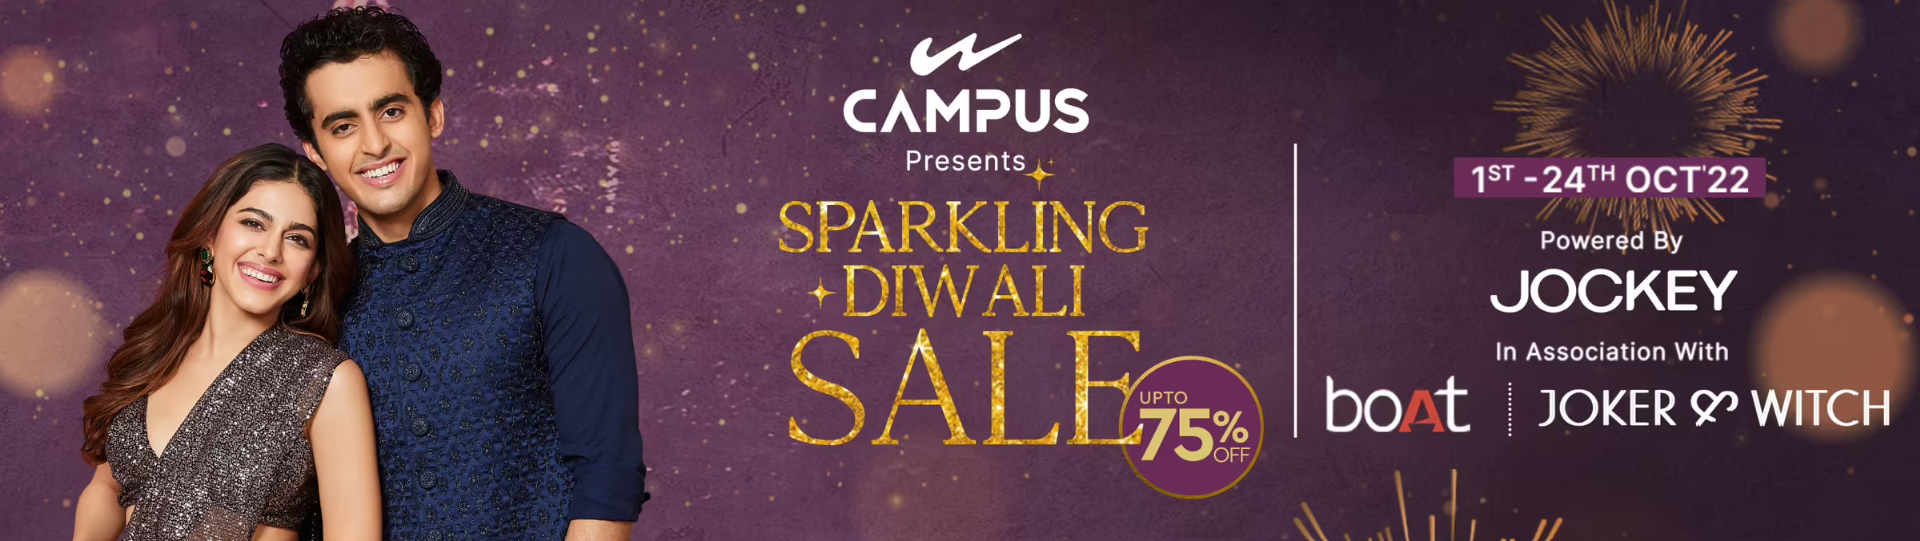 CAMPUS
Presents
SPARKLING
DIWALI
SALE
UPTO
75%
OFF
1ST - 24TH OCT'22
Powered By
JOCKEY
In Association With
boAt
JOKER & WITCH